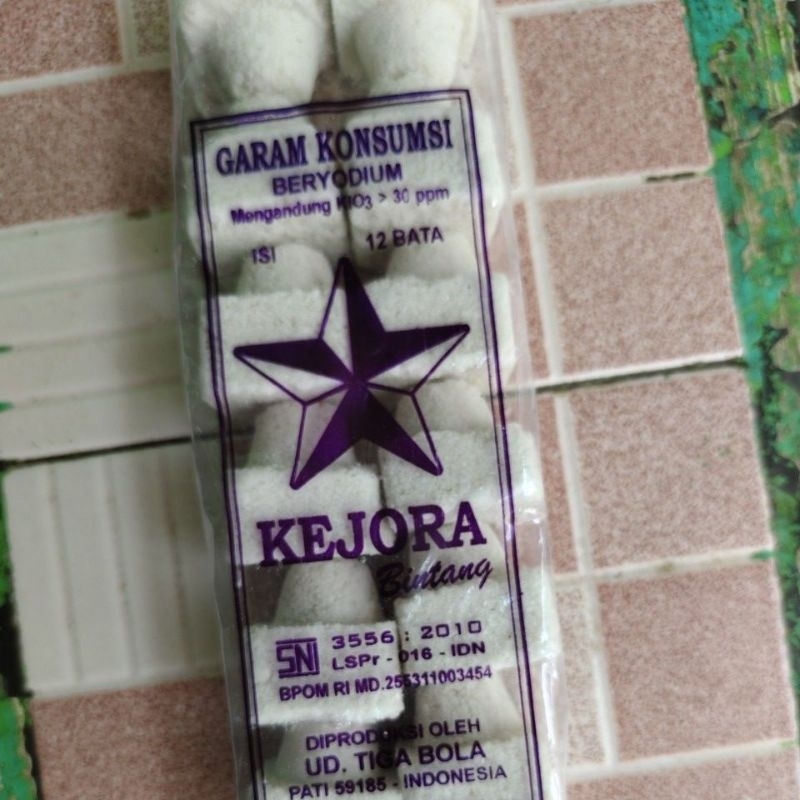 GARAM KONSUMSI
BERYODIUM
Mengandung KIO3 > 30 ppm
ISI 12 BATA
KEJORA
Bintang
SNI 3556 : 2010
LSPr - 016 - IDN
BPOM RI MD.255311003454
DIPRODUKSI OLEH
UD. TIGA BOLA
PATI 59185 - INDONESIA